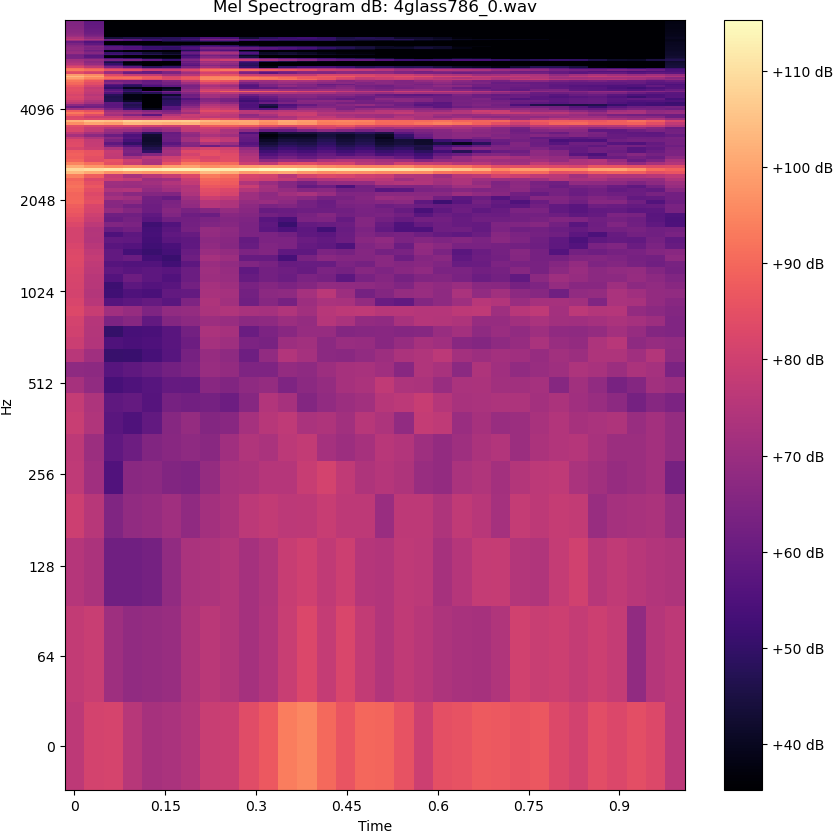 Mel Spectrogram dB: 4glass786_0.wav
4096
2048
1024
512
256
128
64
0
Hz
0 0.15 0.3 0.45 0.6 0.75 0.9
Time
+110 dB
+100 dB
+90 dB
+80 dB
+70 dB
+60 dB
+50 dB
+40 dB